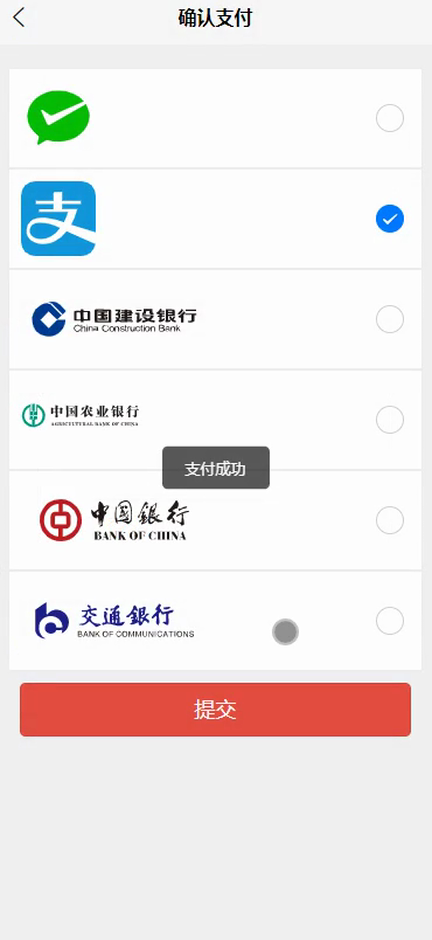 确认支付
支
中国建设银行
China Construction Bank
中国农业银行
AGRICULTURAL BANK OF CHINA
支付成功
中国銀行
BANK OF CHINA
交通銀行
BANK OF COMMUNICATIONS
提交